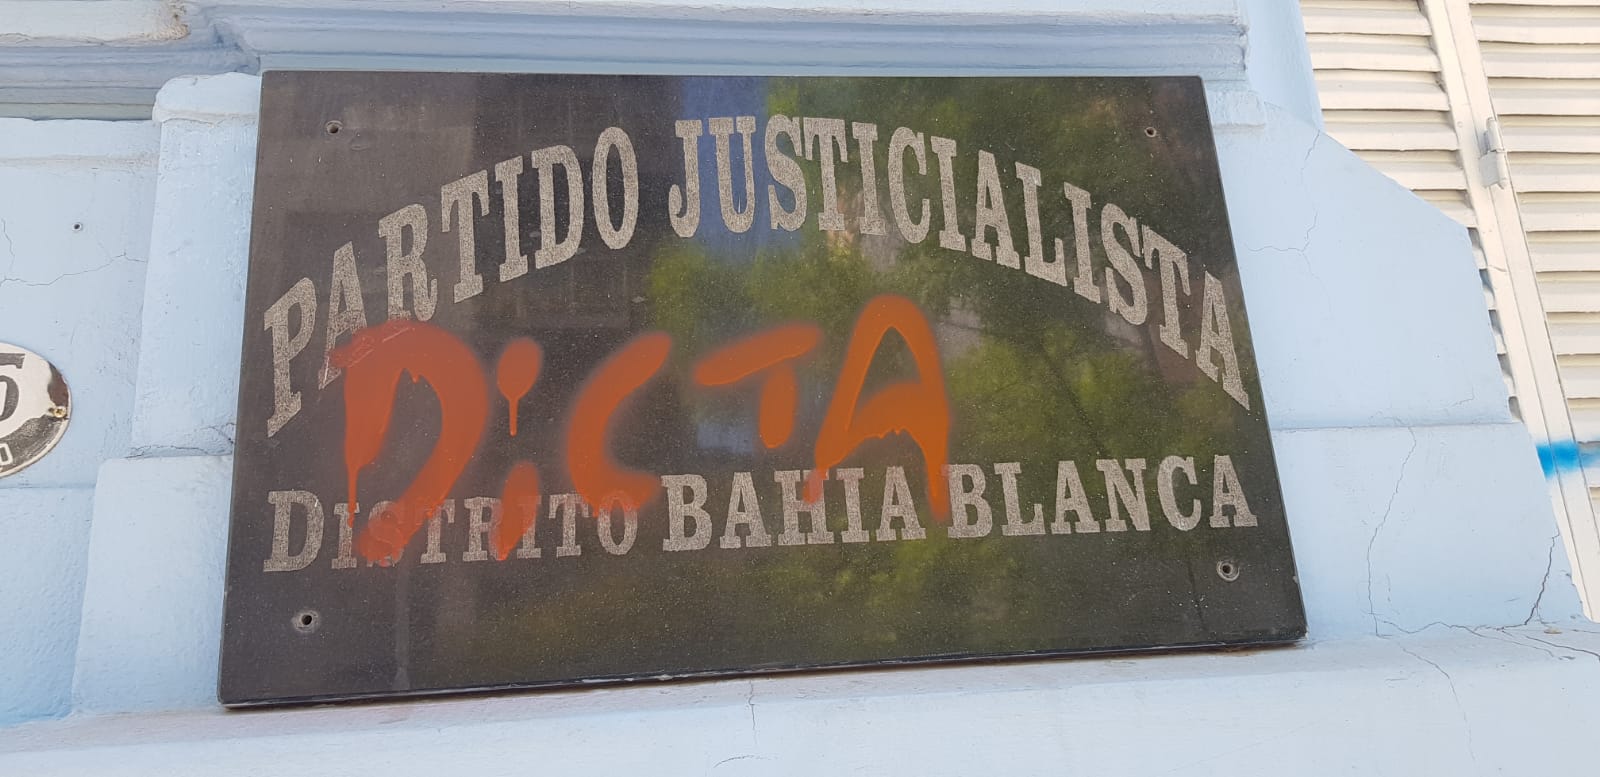 PARTIDO JUSTICIALISTA
DiCTA
DISTRITO BAHIA BLANCA